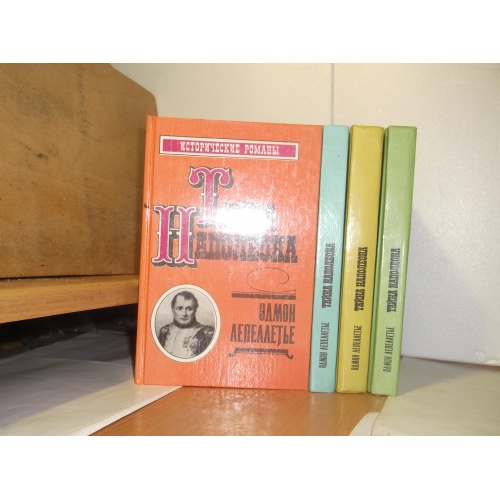 ИСТОРИЧЕСКИЕ РОМАНЫ
ТАЙНА
НАПОЛЕОНА
ЭДМОН
ЛЕПЕЛЛЕТЬЕ
ЭДМОН ЛЕПЕЛЛЕТЬЕ ТАЙНА НАПОЛЕОНА
ЭДМОН ЛЕПЕЛЛЕТЬЕ ТАЙНА НАПОЛЕОНА
ЭДМОН ЛЕПЕЛЛЕТЬЕ ТАЙНА НАПОЛЕОНА